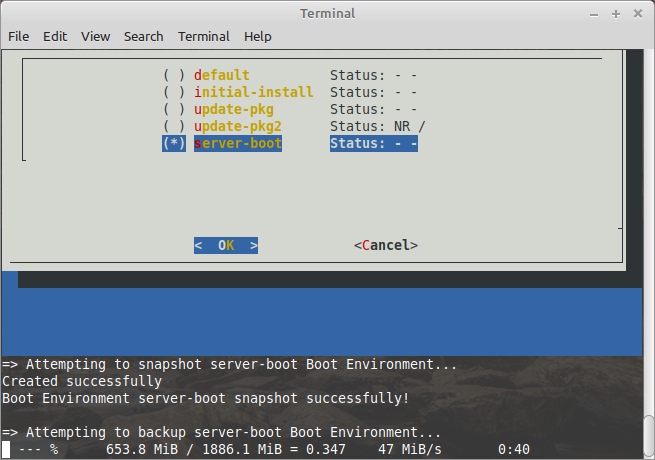 Terminal
File Edit View Search Terminal Help
( ) default Status: - -
( ) initial-install Status: - -
( ) update-pkg Status: - -
( ) update-pkg2 Status: NR /
(*) server-boot Status: - -
< OK > <Cancel>
=> Attempting to snapshot server-boot Boot Environment...
Created successfully
Boot Environment server-boot snapshot successfully!
=> Attempting to backup server-boot Boot Environment...
--- % 653.8 MiB / 1886.1 MiB = 0.347 47 MiB/s 0:40